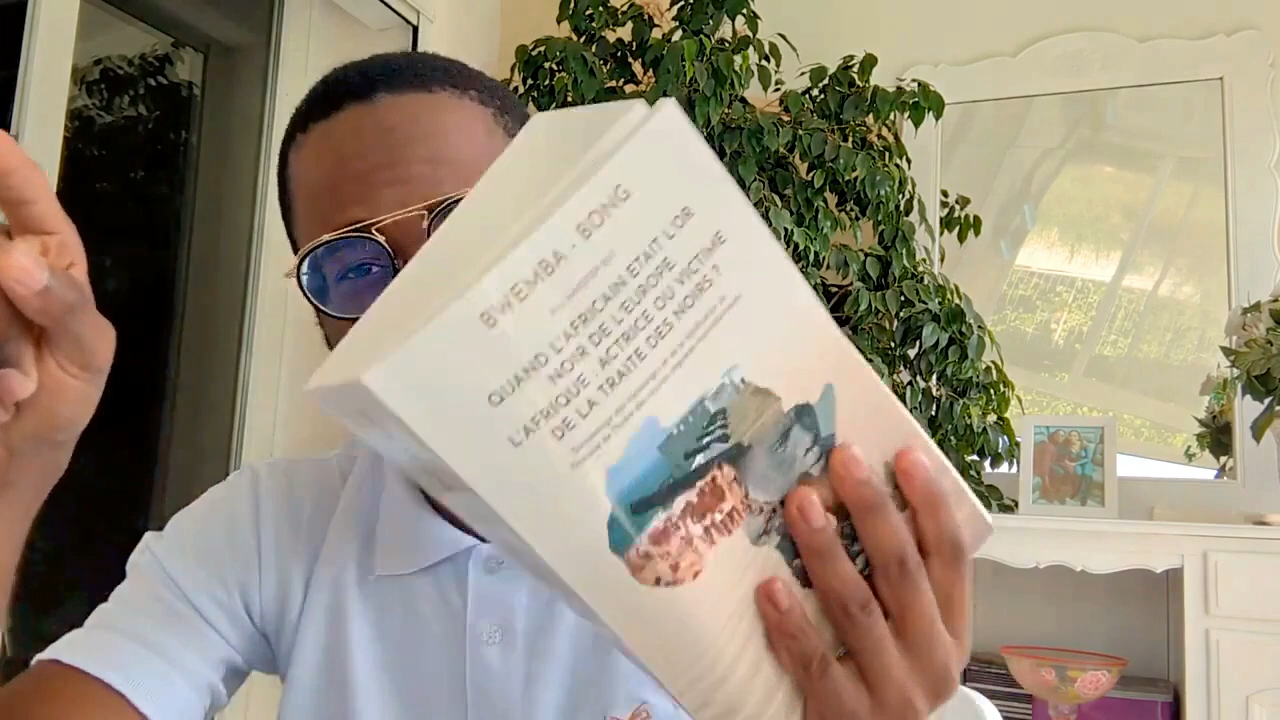 BWEMBA - BONG
QUAND L'AFRICAIN ETAIT L'OR
NOIR DE L'EUROPE
L'AFRIQUE : ACTRICE OU VICTIME
DE LA TRAITE DES NOIRS ?